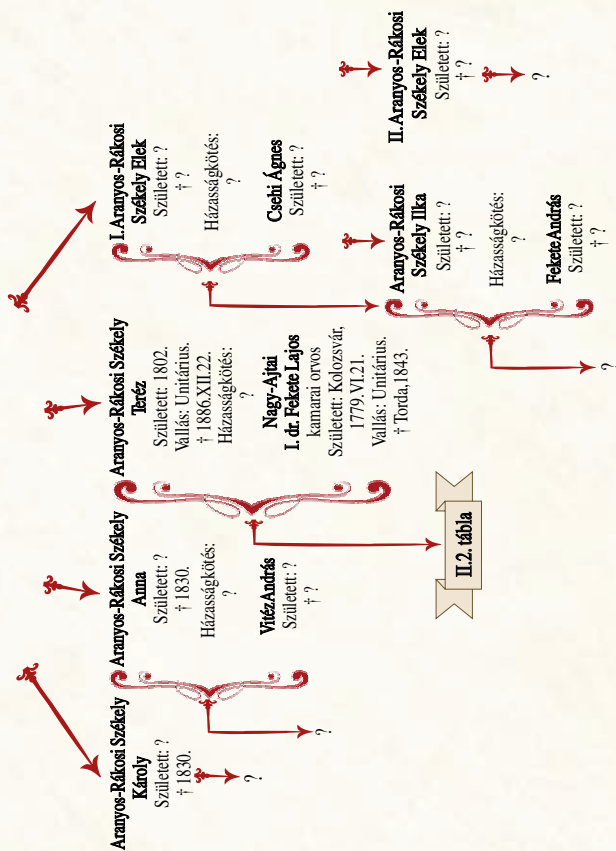 Aranyos-Rákosi Székely
Károly
Született: ?
† 1830.
?
Aranyos-Rákosi Székely
Anna
Született: ?
† 1830.
Házasságkötés:
?
Vitéz András
Született: ?
† ?
?
Aranyos-Rákosi Székely
Teréz
Született: 1802.
Vallás: Unitárius.
† 1886.XII.22.
Házasságkötés:
?
Nagy-Ajtai
I. dr. Fekete Lajos
kamarai orvos
Született: Kolozsvár,
1779.VI.21.
Vallás: Unitárius.
† Torda,1843.
II.2. tábla
I. Aranyos-Rákosi
Székely Elek
Született: ?
† ?
Házasságkötés:
?
Csehi Ágnes
Született: ?
† ?
Aranyos-Rákosi
Székely Ilka
Született: ?
† ?
Házasságkötés:
?
Fekete András
Született: ?
† ?
?
II. Aranyos-Rákosi
Székely Elek
Született: ?
† ?
?